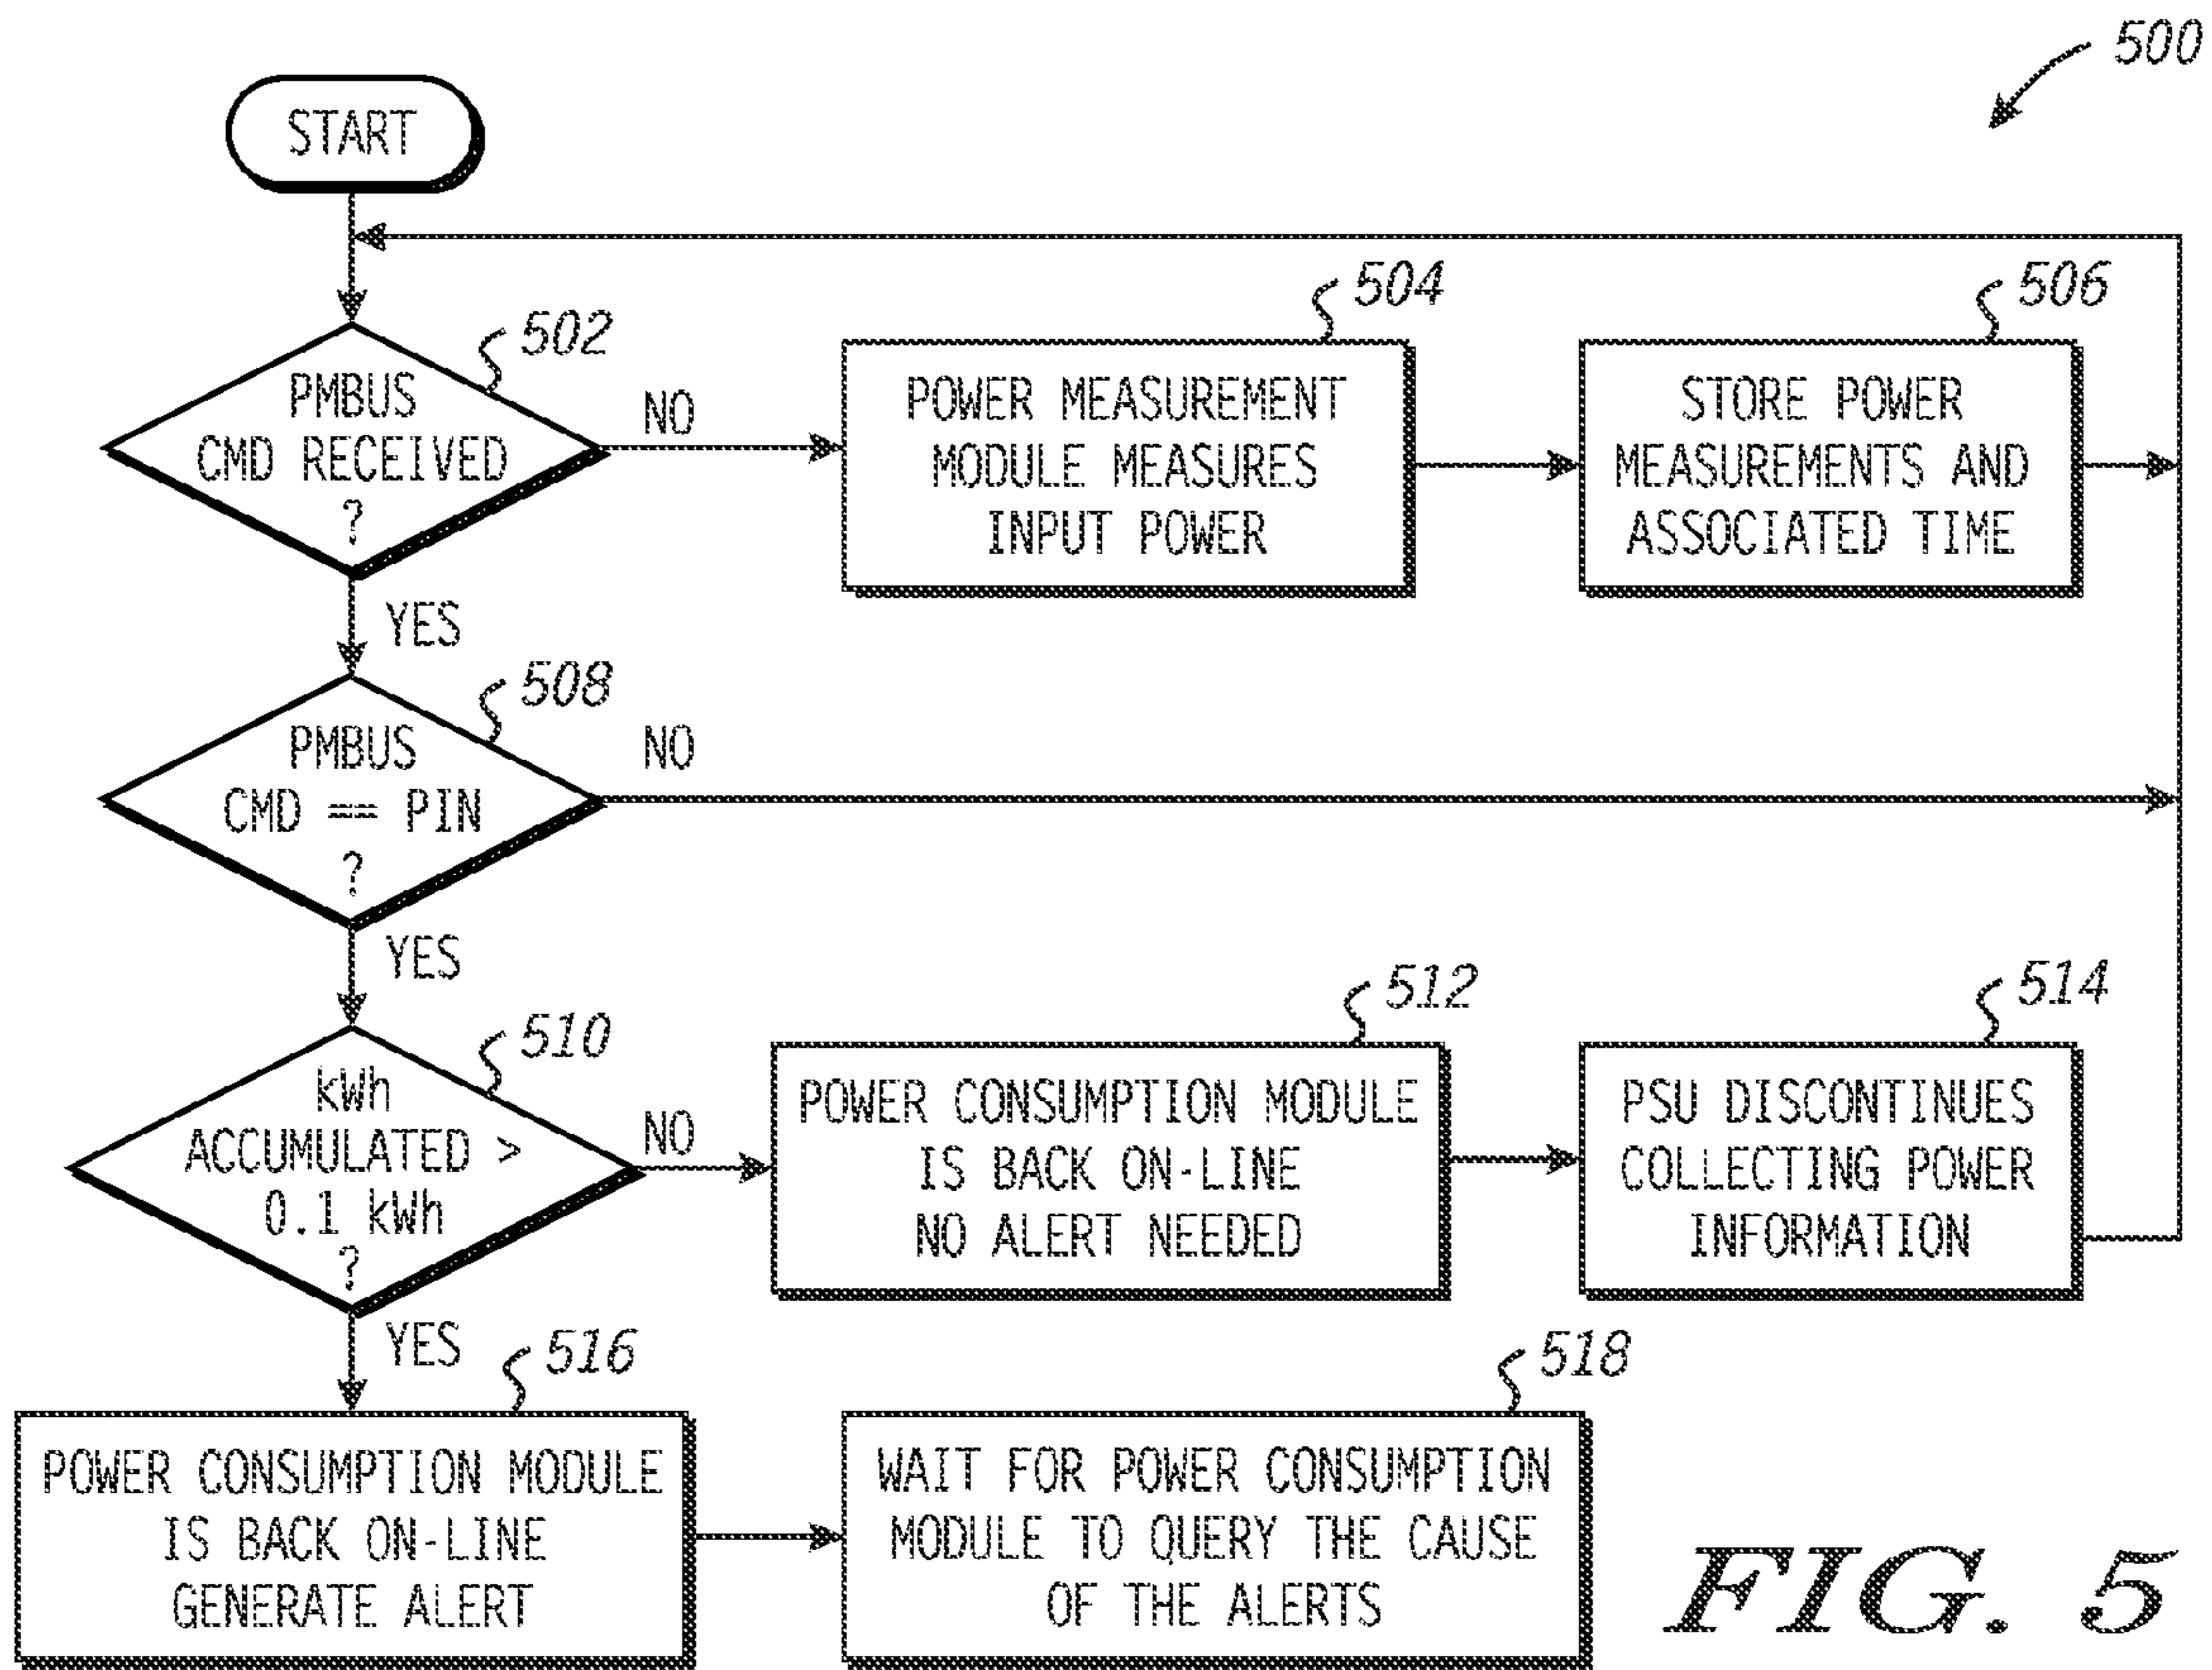 500
START
502
PMBUS
CMD RECEIVED
?
NO
504
POWER MEASUREMENT
MODULE MEASURES
INPUT POWER
506
STORE POWER
MEASUREMENTS AND
ASSOCIATED TIME
YES
508
PMBUS
CMD == PIN
?
NO
YES
510
kWh
ACCUMULATED >
0.1 kWh
?
NO
512
POWER CONSUMPTION MODULE
IS BACK ON-LINE
NO ALERT NEEDED
514
PSU DISCONTINUES
COLLECTING POWER
INFORMATION
YES
516
POWER CONSUMPTION MODULE
IS BACK ON-LINE
GENERATE ALERT
518
WAIT FOR POWER CONSUMPTION
MODULE TO QUERY THE CAUSE
OF THE ALERTS
FIG. 5